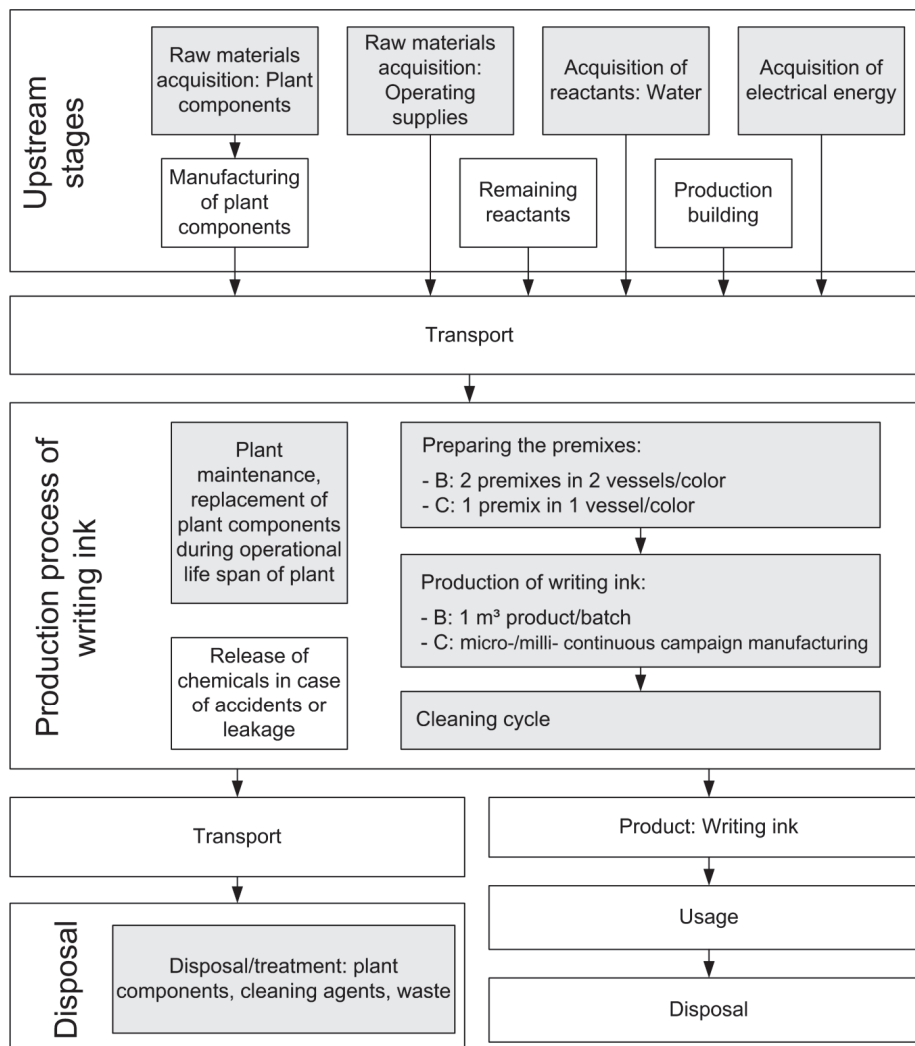 Upstream
stages
Raw materials
acquisition: Plant
components
Raw materials
acquisition:
Operating
supplies
Acquisition of
reactants: Water
Acquisition of
electrical energy
Manufacturing
of plant
components
Remaining
reactants
Production
building
Transport
Production process of
writing ink
Plant
maintenance,
replacement of
plant components
during operational
life span of plant
Preparing the premixes:
- B: 2 premixes in 2 vessels/color
- C: 1 premix in 1 vessel/color
Production of writing ink:
- B: 1 m³ product/batch
- C: micro-/milli- continuous campaign manufacturing
Release of
chemicals in case
of accidents or
leakage
Cleaning cycle
Transport
Product: Writing ink
Usage
Disposal
Disposal/treatment: plant
components, cleaning agents, waste
Disposal